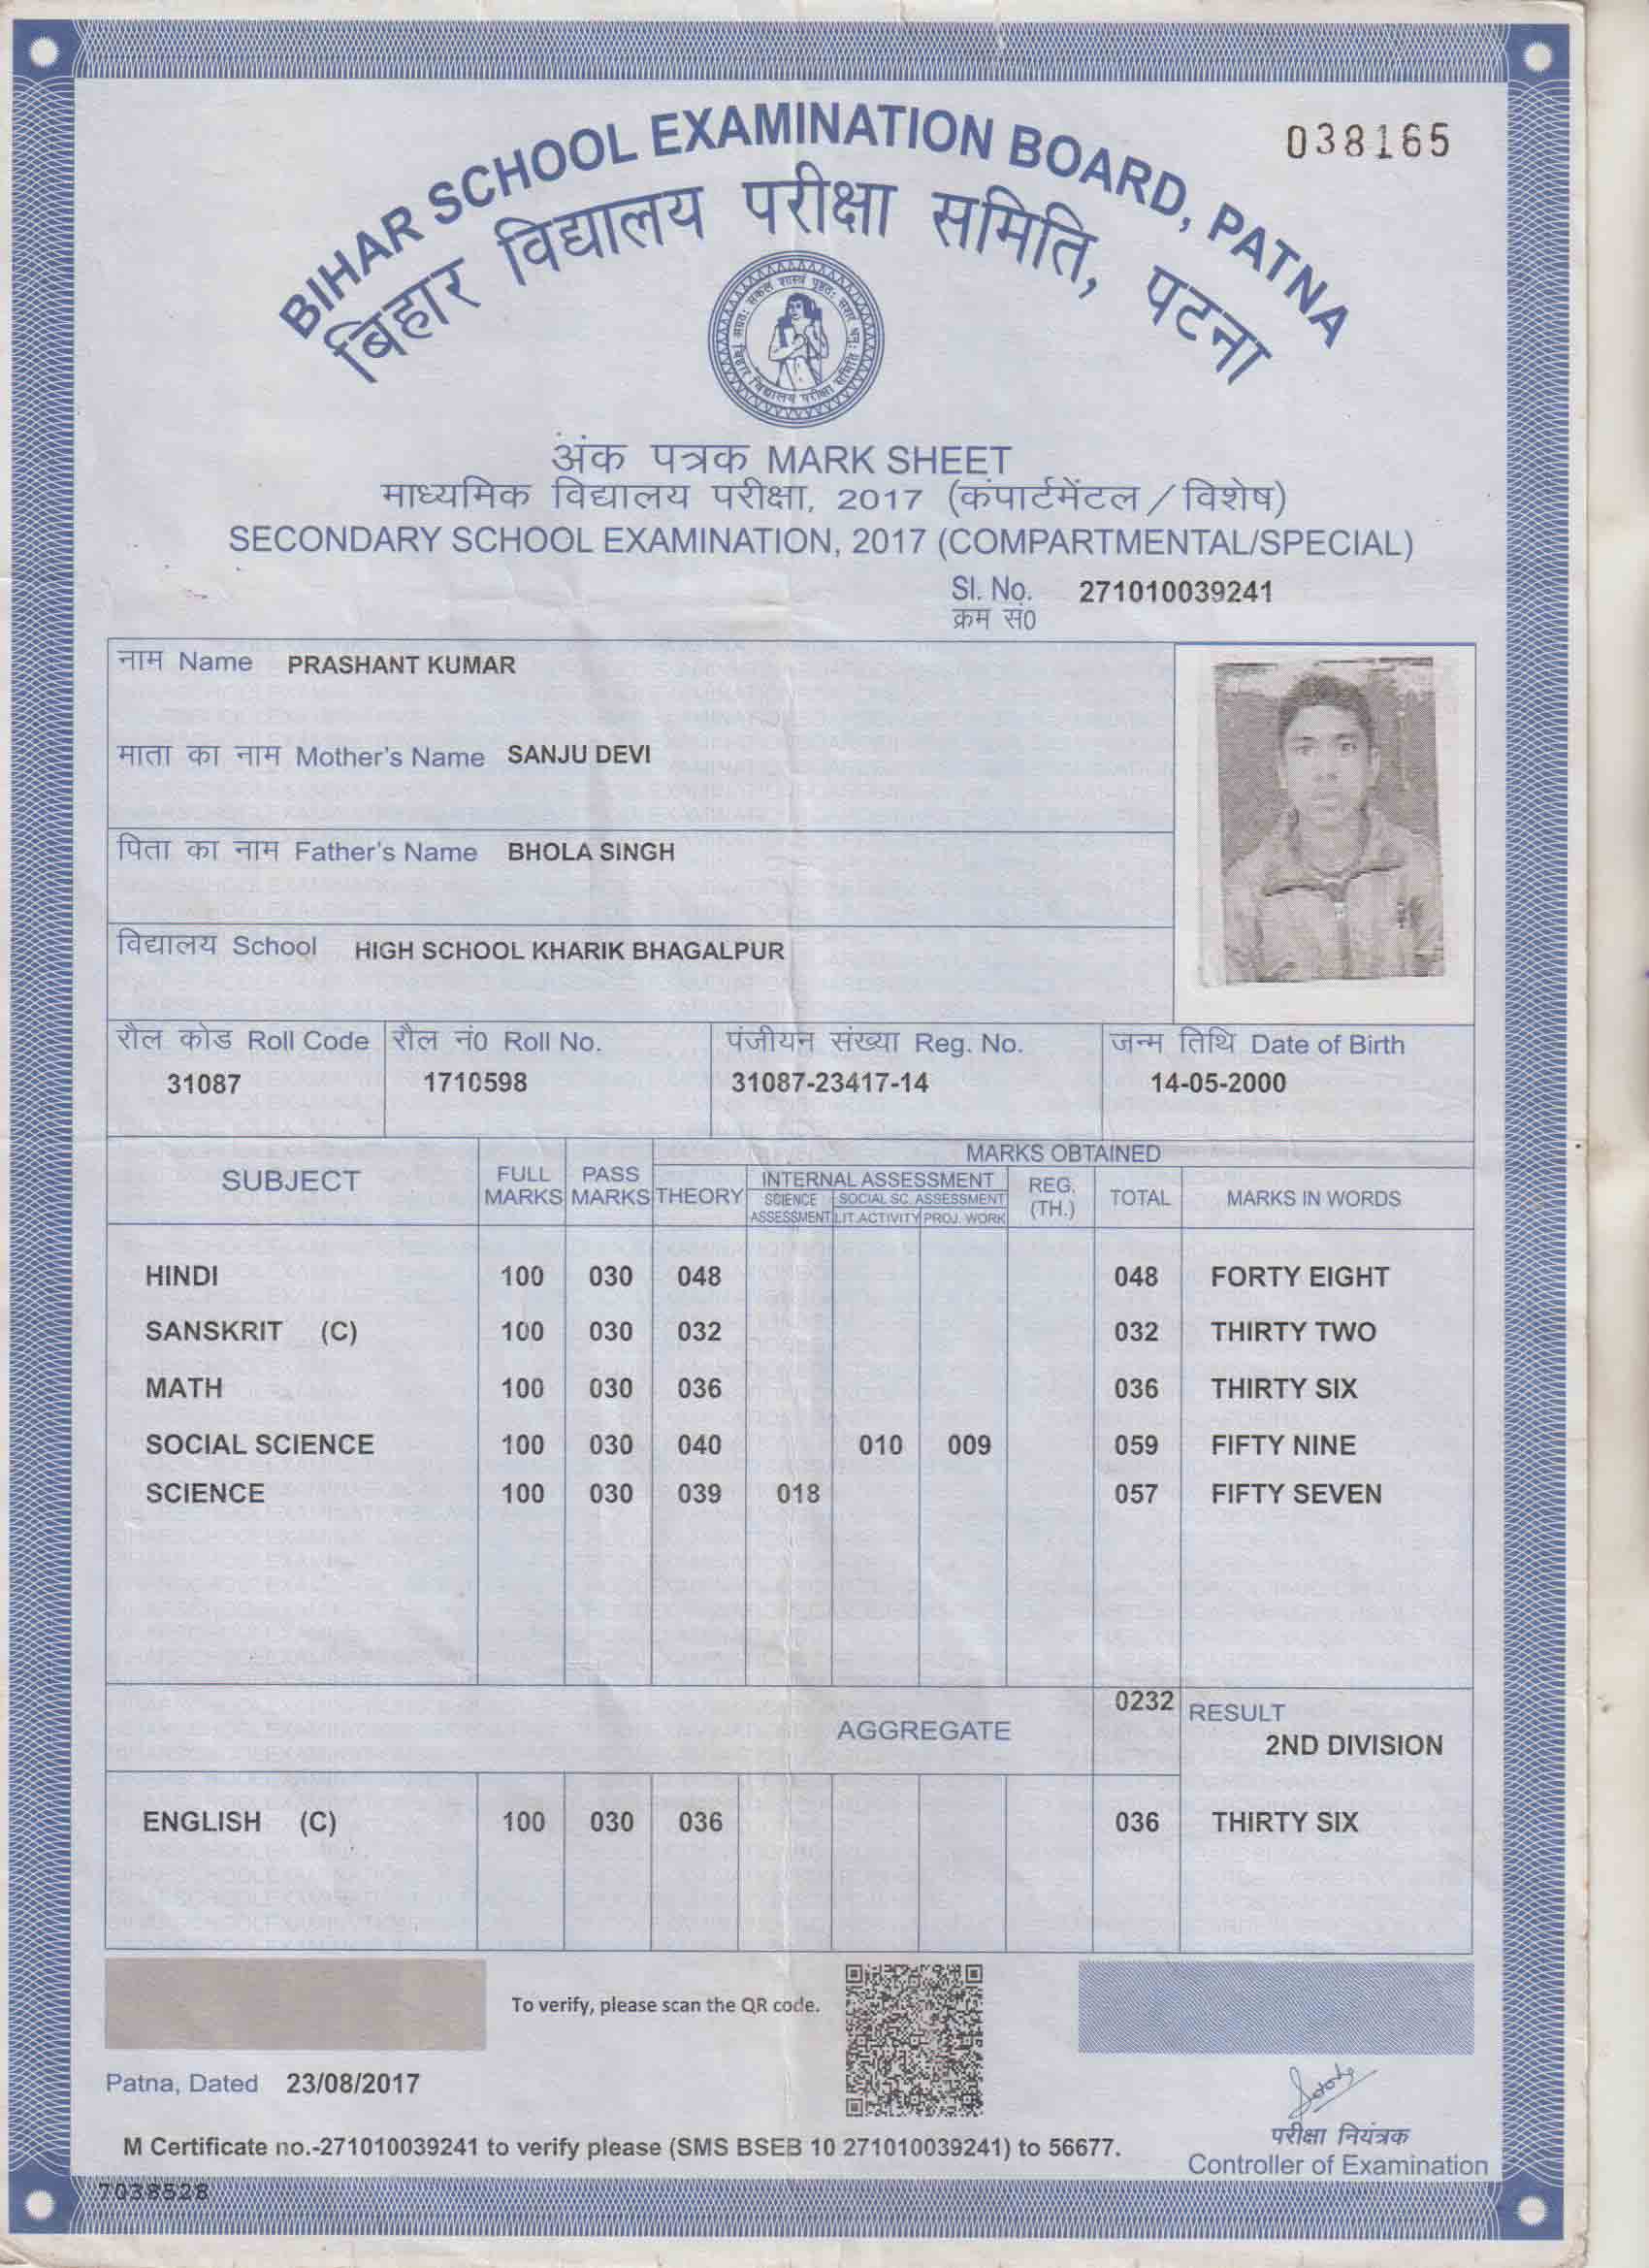 038165
BIHAR SCHOOL EXAMINATION BOARD, PATNA
बिहार विद्यालय परीक्षा समिति, पटना
अंक पत्रक MARK SHEET
माध्यमिक विद्यालय परीक्षा, 2017 (कंपार्टमेंटल / विशेष)
SECONDARY SCHOOL EXAMINATION, 2017 (COMPARTMENTAL/SPECIAL)
Sl. No. 271010039241
क्रम सं0
नाम Name PRASHANT KUMAR
माता का नाम Mother's Name SANJU DEVI
पिता का नाम Father's Name BHOLA SINGH
विद्यालय School HIGH SCHOOL KHARIK BHAGALPUR
रौल कोड Roll Code रौल नं0 Roll No. पंजीयन संख्या Reg. No. जन्म तिथि Date of Birth
31087 1710598 31087-23417-14 14-05-2000
MARKS OBTAINED
SUBJECT FULL MARKS PASS MARKS THEORY INTERNAL ASSESSMENT REG. (TH.) TOTAL MARKS IN WORDS
SCIENCE ASSESSMENT SOCIAL SC. ASSESSMENT
LIT.ACTIVITY PROJ. WORK
HINDI 100 030 048 048 FORTY EIGHT
SANSKRIT (C) 100 030 032 032 THIRTY TWO
MATH 100 030 036 036 THIRTY SIX
SOCIAL SCIENCE 100 030 040 010 009 059 FIFTY NINE
SCIENCE 100 030 039 018 057 FIFTY SEVEN
AGGREGATE 0232 RESULT
2ND DIVISION
ENGLISH (C) 100 030 036 036 THIRTY SIX
To verify, please scan the QR code.
Patna, Dated 23/08/2017
परीक्षा नियंत्रक
Controller of Examination
M Certificate no.-271010039241 to verify please (SMS BSEB 10 271010039241) to 56677.
7038528